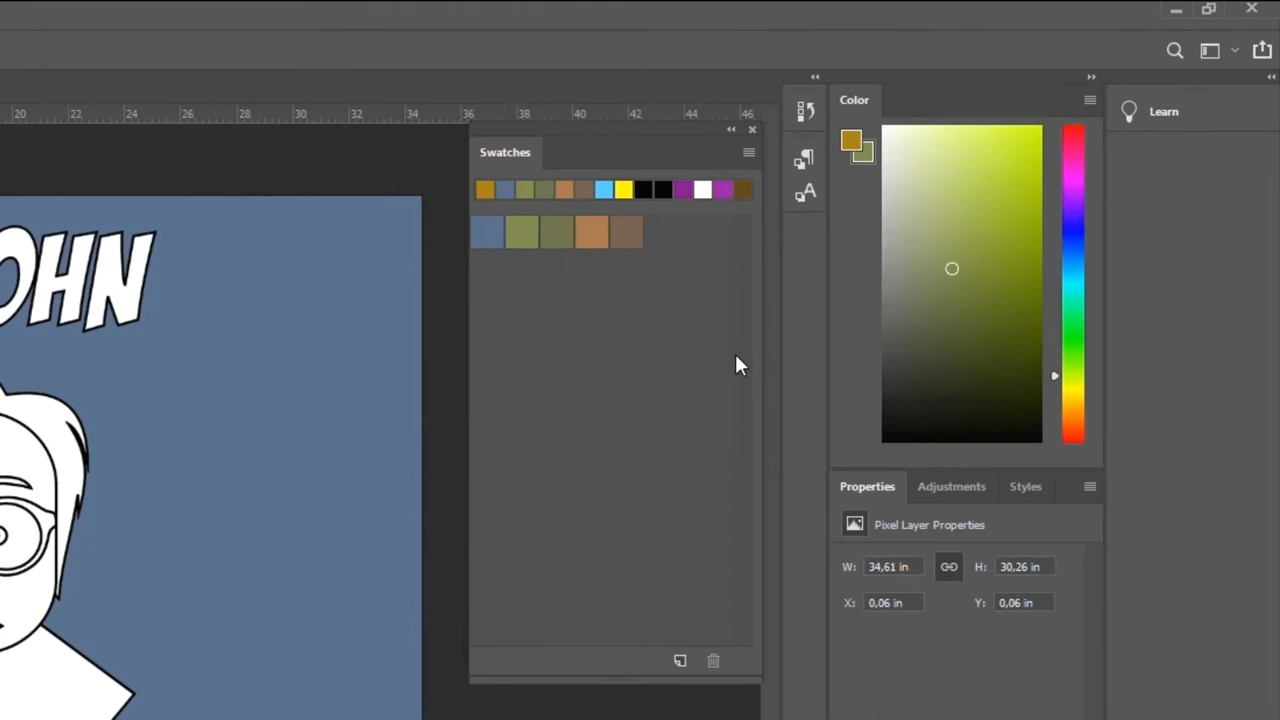 20 22 24 26 28 30 32 34 36 38 40 42 44 46
Color
Learn
Swatches
OHN
Properties Adjustments Styles
Pixel Layer Properties
W: 34,61 in H: 30,26 in
X: 0,06 in Y: 0,06 in